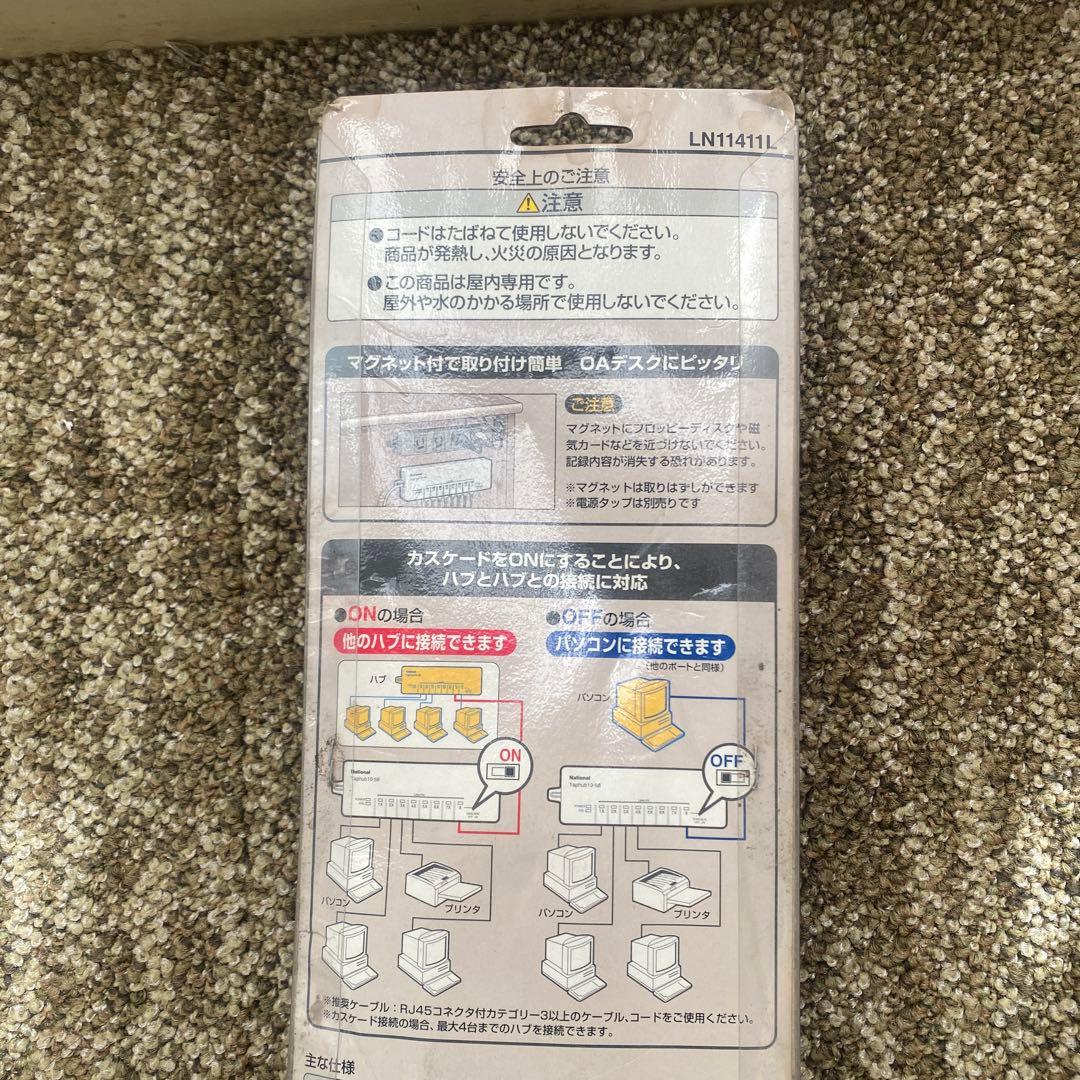 LN11411L
安全上のご注意
⚠注意
●コードはたばねて使用しないでください。
商品が発熱し、火災の原因となります。
●この商品は屋内専用です。
屋外や水のかかる場所で使用しないでください。
マグネット付で取り付け簡単 OAデスクにピッタリ
ご注意
マグネットにフロッピーディスクや磁
気カードなどを近づけないでください。
記録内容が消失する恐れがあります。
※マグネットは取りはずしができます
※電源タップは別売りです
カスケードをONにすることにより、
ハブとハブとの接続に対応
●ONの場合
他のハブに接続できます
ハブ
ON
National
Taphub10-S8
パソコン
プリンタ
●OFFの場合
パソコンに接続できます
(他のポートと同様)
パソコン
OFF
National
Taphub10-S8
パソコン
プリンタ
※推奨ケーブル：RJ45コネクタ付カテゴリー3以上のケーブル、コードをご使用ください。
※カスケード接続の場合、最大4台までのハブを接続できます。
主な仕様